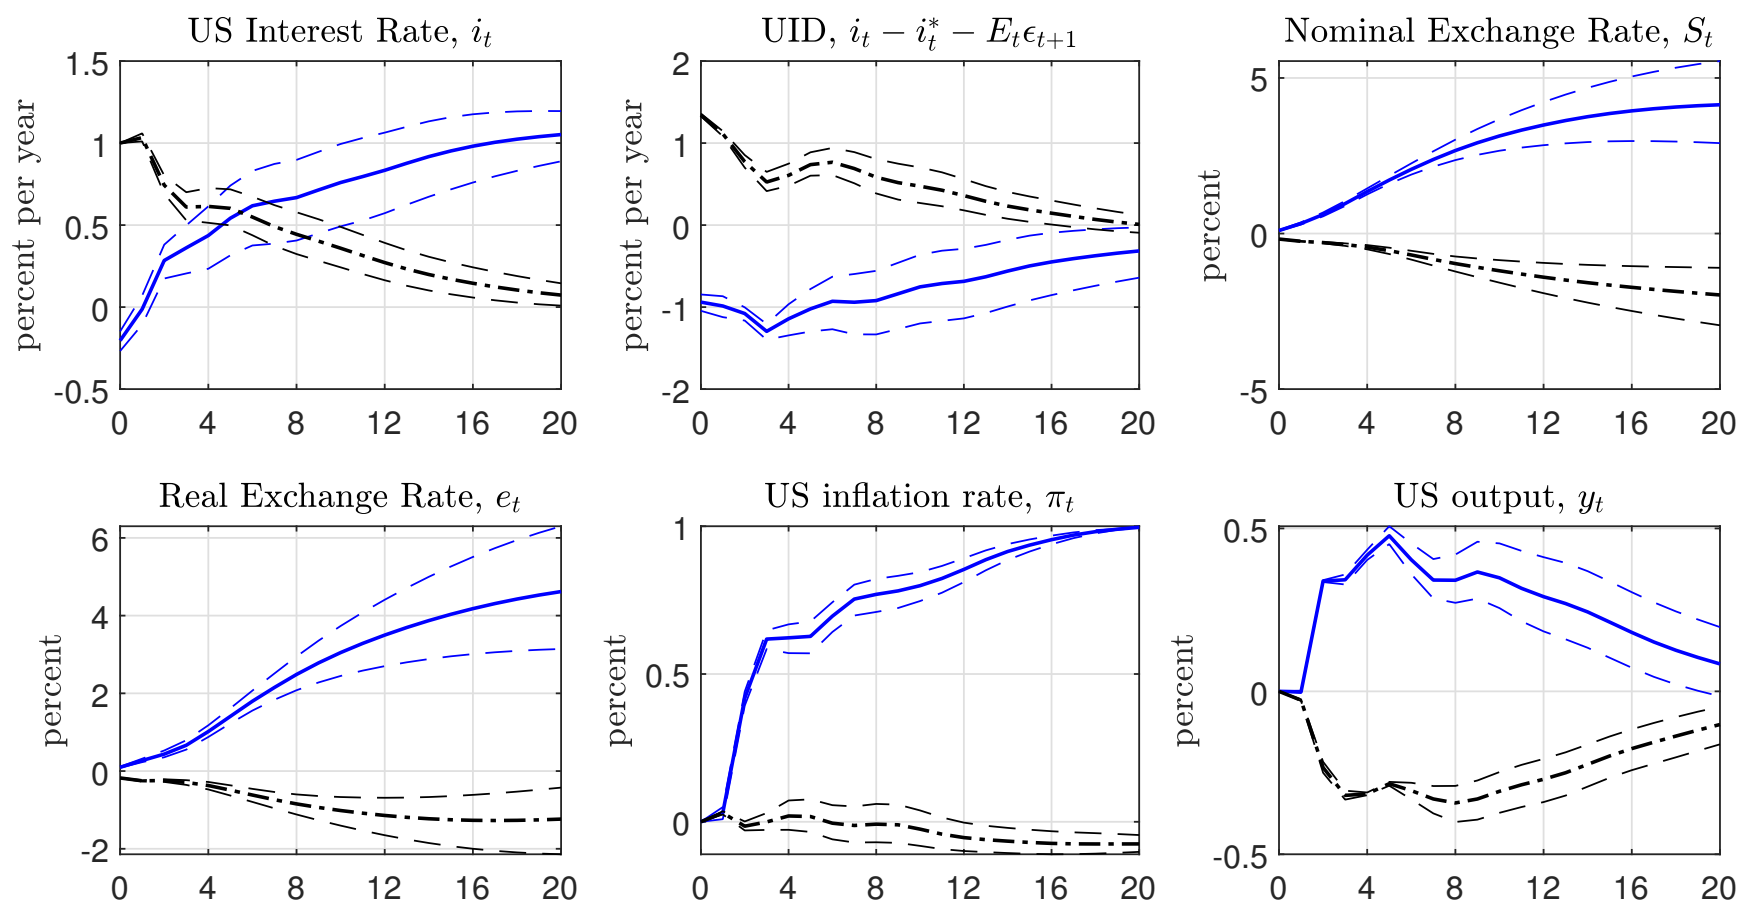 US Interest Rate, i_t
percent per year
1.5
1
0.5
0
-0.5
0 4 8 12 16 20
UID, i_t − i_t^* − E_tϵ_{t+1}
percent per year
2
1
0
-1
-2
0 4 8 12 16 20
Nominal Exchange Rate, S_t
percent
5
0
-5
0 4 8 12 16 20
Real Exchange Rate, e_t
percent
6
4
2
0
-2
0 4 8 12 16 20
US inflation rate, π_t
percent
1
0.5
0
0 4 8 12 16 20
US output, y_t
percent
0.5
0
-0.5
0 4 8 12 16 20